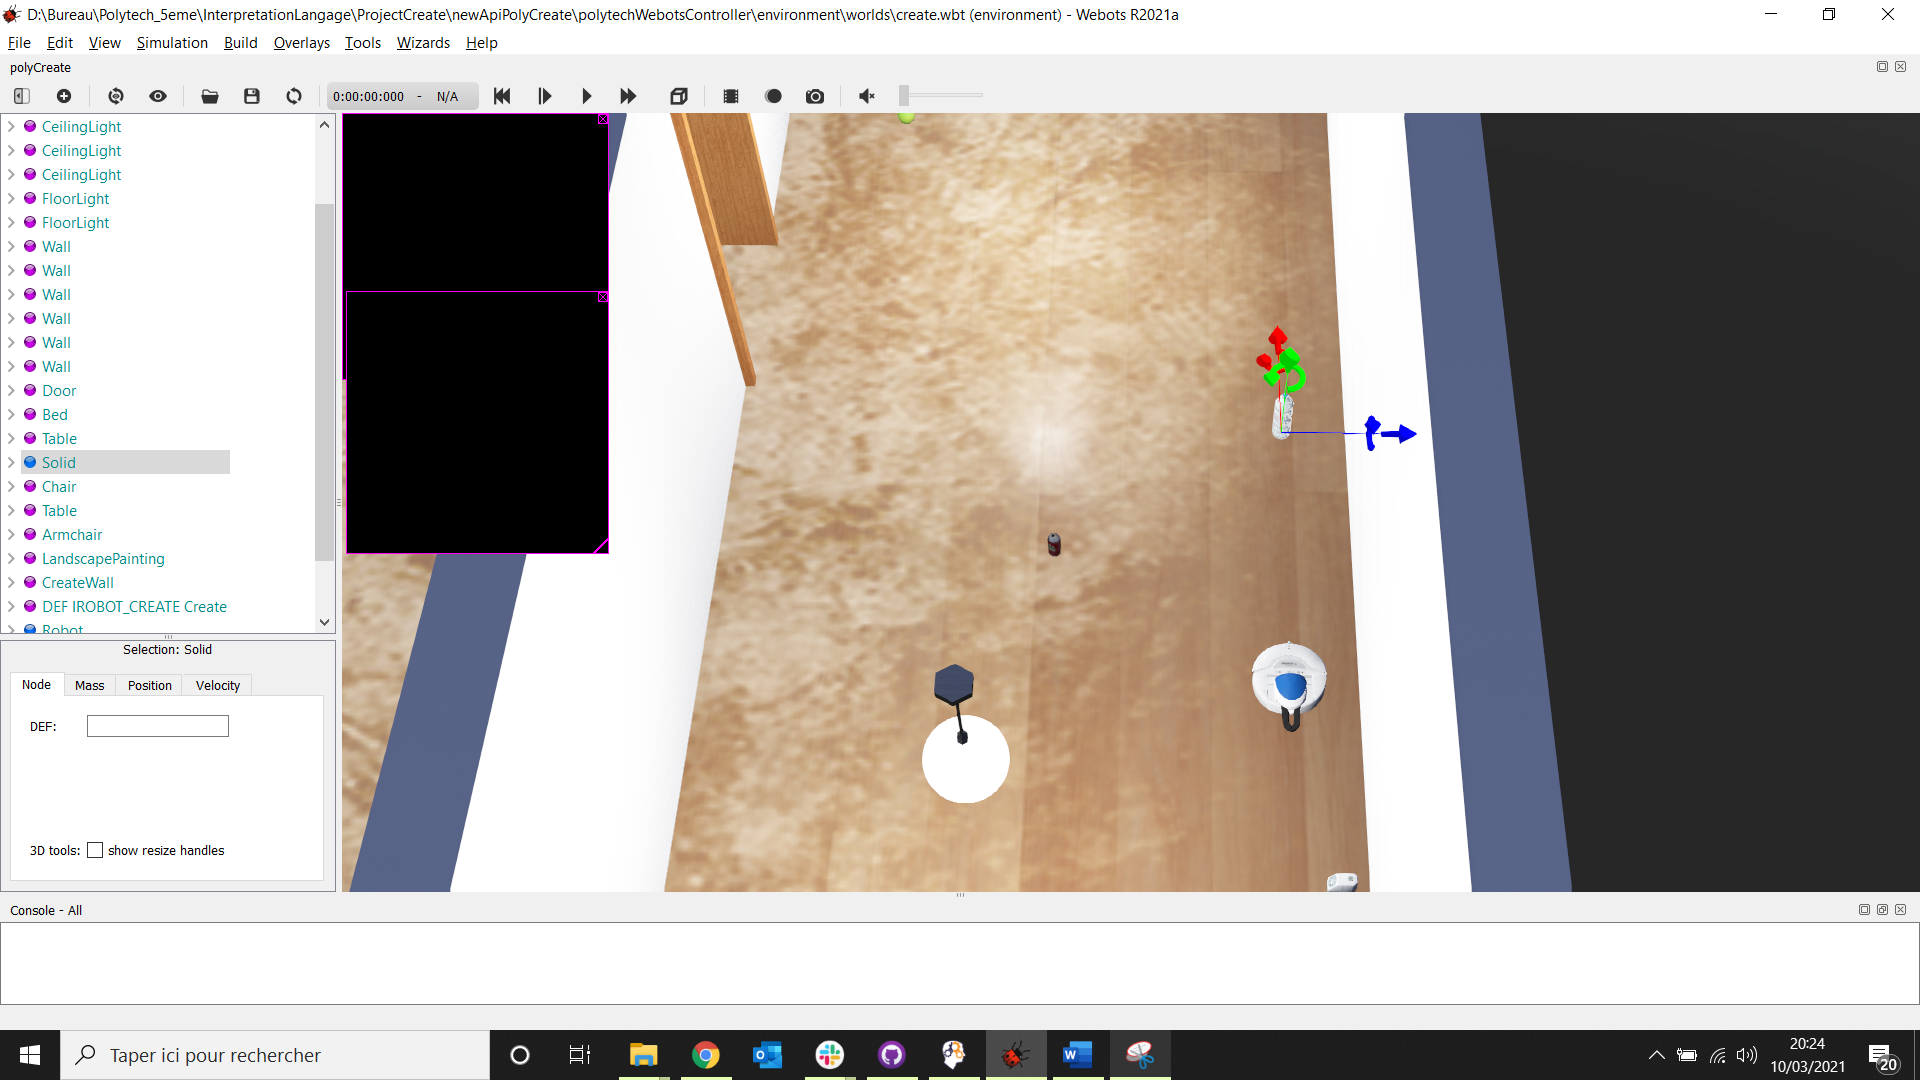 D:\Bureau\Polytech_5eme\InterpretationLangage\ProjectCreate\newApiPolyCreate\polytechWebotsController\environment\worlds\create.wbt (environment) - Webots R2021a
File Edit View Simulation Build Overlays Tools Wizards Help
polyCreate
0:00:00:000 - N/A
CeilingLight
CeilingLight
CeilingLight
FloorLight
FloorLight
Wall
Wall
Wall
Wall
Wall
Wall
Door
Bed
Table
Solid
Chair
Table
Armchair
LandscapePainting
CreateWall
DEF IROBOT_CREATE Create
Robot
Selection: Solid
Node Mass Position Velocity
DEF:
3D tools: show resize handles
Console - All
Taper ici pour rechercher
20:24
10/03/2021
20